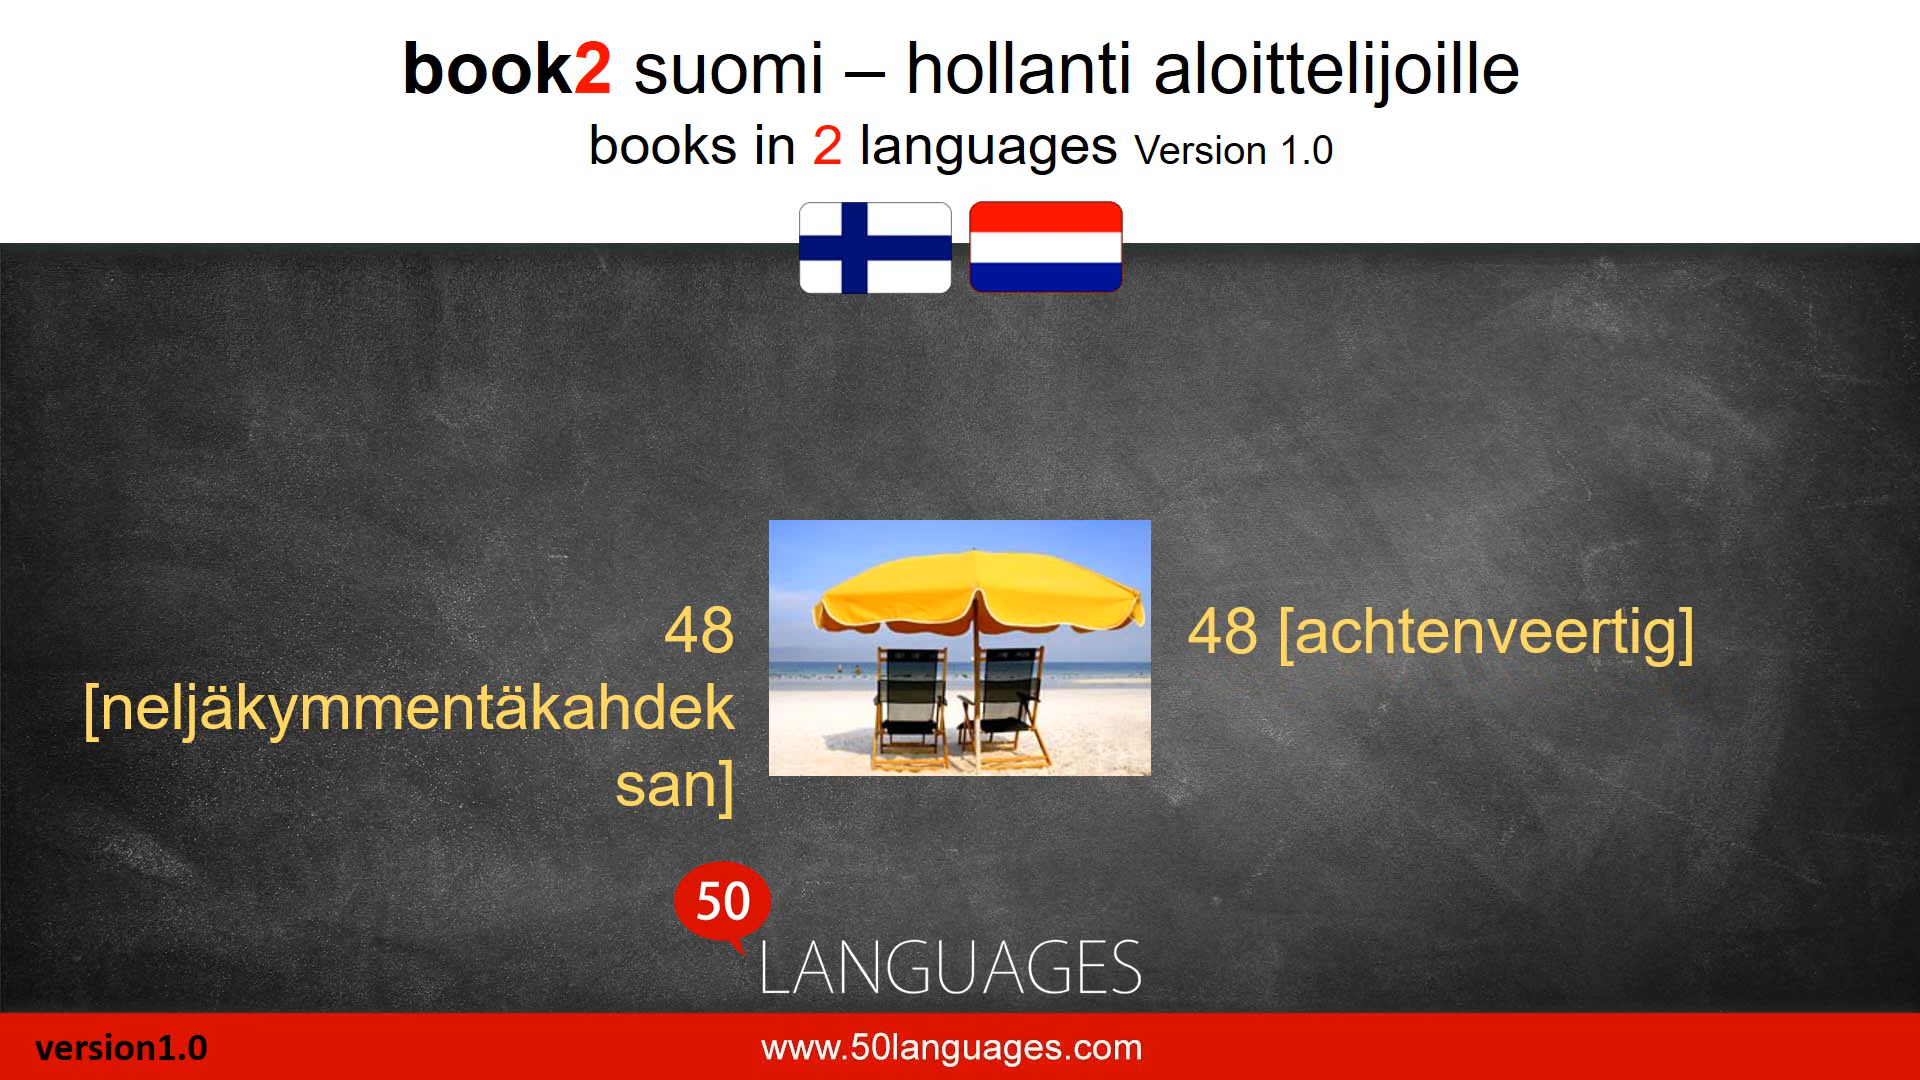 book2 suomi – hollanti aloittelijoille
books in 2 languages Version 1.0
48
[neljäkymmentäkahdek
san]
48 [achtenveertig]
50
LANGUAGES
version1.0
www.50languages.com